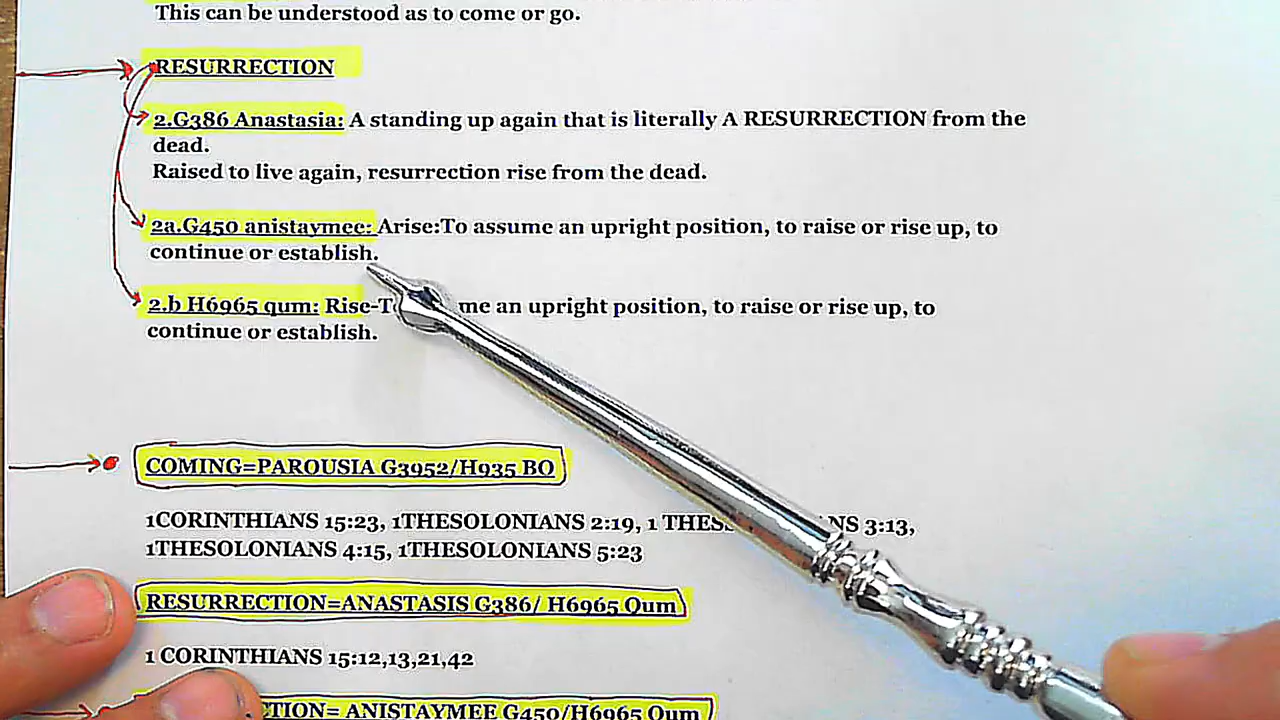 This can be understood as to come or go.
RESURRECTION
2.G386 Anastasia: A standing up again that is literally A RESURRECTION from the
dead.
Raised to live again, resurrection rise from the dead.
2a.G450 anistaymee: Arise:To assume an upright position, to raise or rise up, to
continue or establish.
2.b H6965 qum: Rise-T me an upright position, to raise or rise up, to
continue or establish.
COMING=PAROUSIA G3952/H935 BO
1CORINTHIANS 15:23, 1THESOLONIANS 2:19, 1 THES NS 3:13,
1THESOLONIANS 4:15, 1THESOLONIANS 5:23
RESURRECTION=ANASTASIS G386/ H6965 Qum
1 CORINTHIANS 15:12,13,21,42
CTION= ANISTAYMEE G450/H6965 Qum